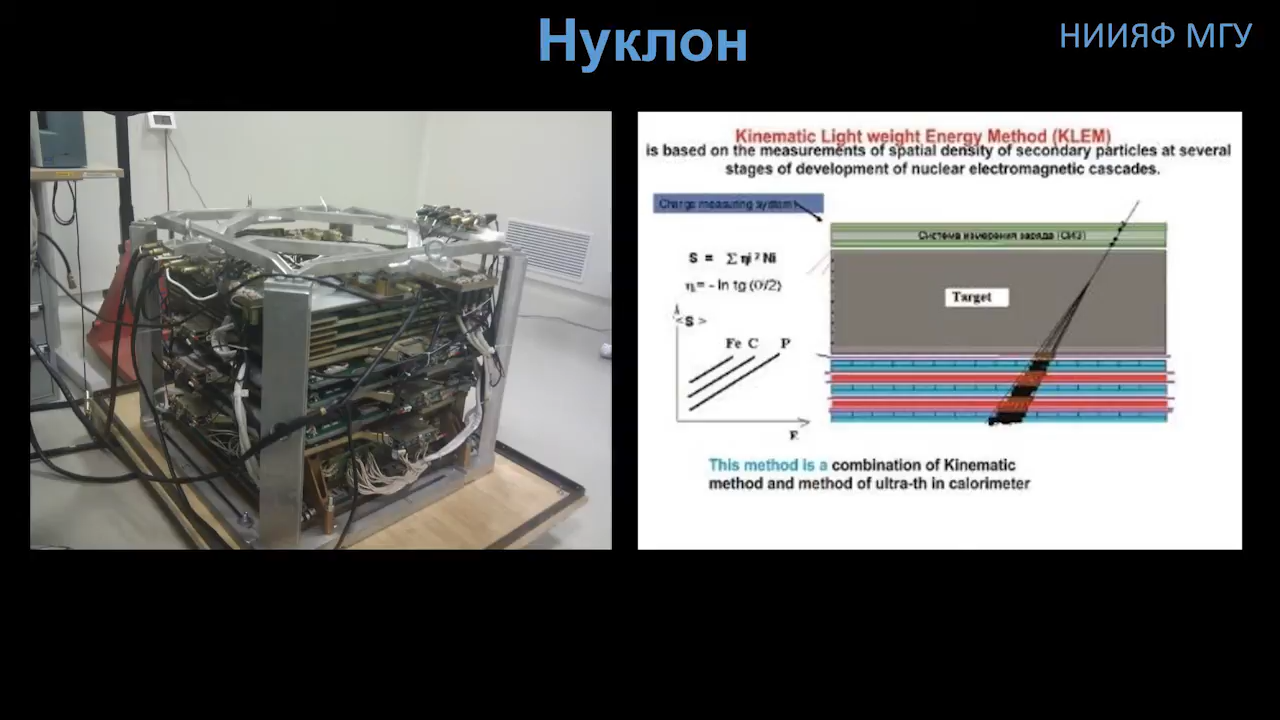 Нуклон
НИИЯФ МГУ
Kinematic Light weight Energy Method (KLEM)
is based on the measurements of spatial density of secondary particles at several
stages of development of nuclear electromagnetic cascades.
Charge measuring system
Система измерения заряда (СИЗ)
S = Σ ηi² Ni
ηi = - ln tg (Θ/2)
Target
<S>
Fe C P
E
This method is a combination of Kinematic
method and method of ultra-th in calorimeter